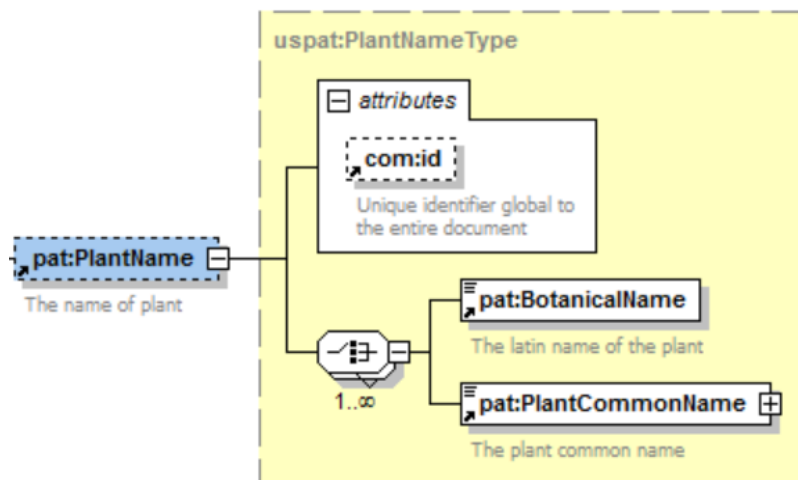 uspat:PlantNameType
attributes
com:id
Unique identifier global to
the entire document
pat:PlantName
The name of plant
pat:BotanicalName
The latin name of the plant
1..∞
pat:PlantCommonName
The plant common name